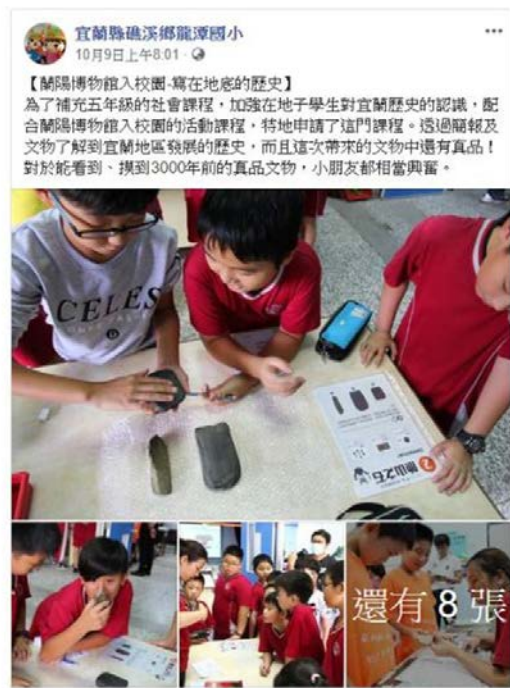 宜蘭縣礁溪鄉龍潭國小
10月9日上午8:01 ·
【蘭陽博物館入校園-寫在地底的歷史】
為了補充五年級的社會課程，加強在地子學生對宜蘭歷史的認識，配
合蘭陽博物館入校園的活動課程，特地申請了這門課程。透過簡報及
文物了解到宜蘭地區發展的歷史，而且這次帶來的文物中還有真品！
對於能看到、摸到3000年前的真品文物，小朋友都相當興奮。
CELES
2 他山之石
還有 8 張